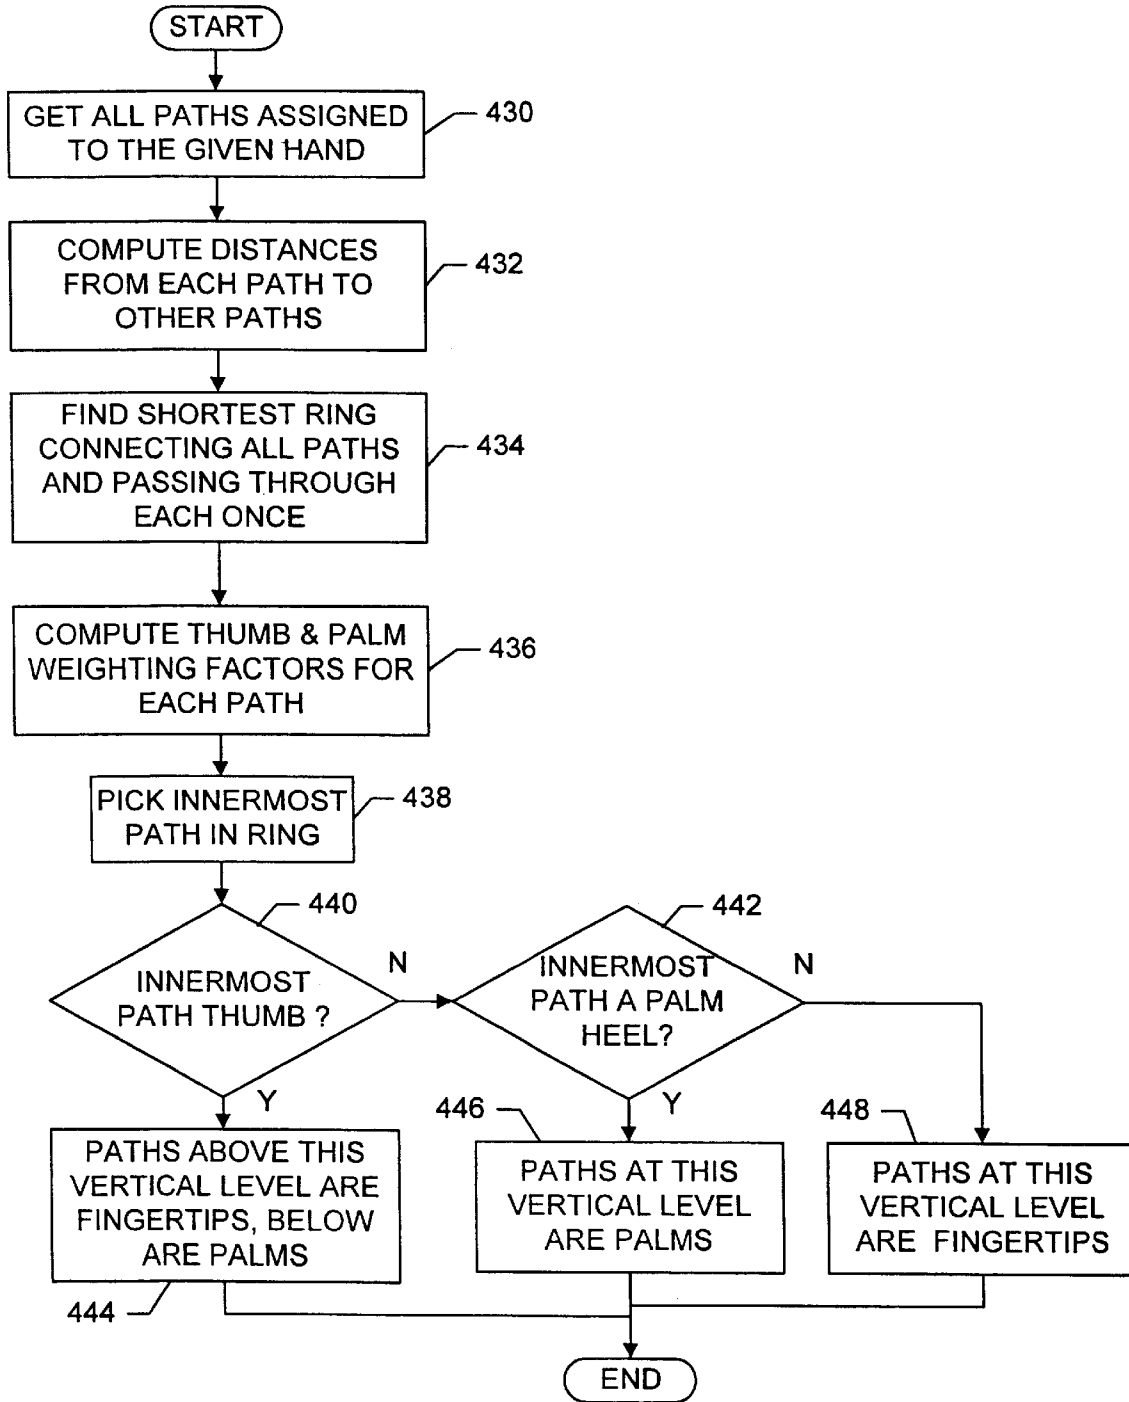 START
GET ALL PATHS ASSIGNED
TO THE GIVEN HAND
430
COMPUTE DISTANCES
FROM EACH PATH TO
OTHER PATHS
432
FIND SHORTEST RING
CONNECTING ALL PATHS
AND PASSING THROUGH
EACH ONCE
434
COMPUTE THUMB & PALM
WEIGHTING FACTORS FOR
EACH PATH
436
PICK INNERMOST
PATH IN RING
438
440
INNERMOST
PATH THUMB ?
N
Y
442
INNERMOST
PATH A PALM
HEEL?
N
Y
PATHS ABOVE THIS
VERTICAL LEVEL ARE
FINGERTIPS, BELOW
ARE PALMS
444
446
PATHS AT THIS
VERTICAL LEVEL
ARE PALMS
448
PATHS AT THIS
VERTICAL LEVEL
ARE FINGERTIPS
END